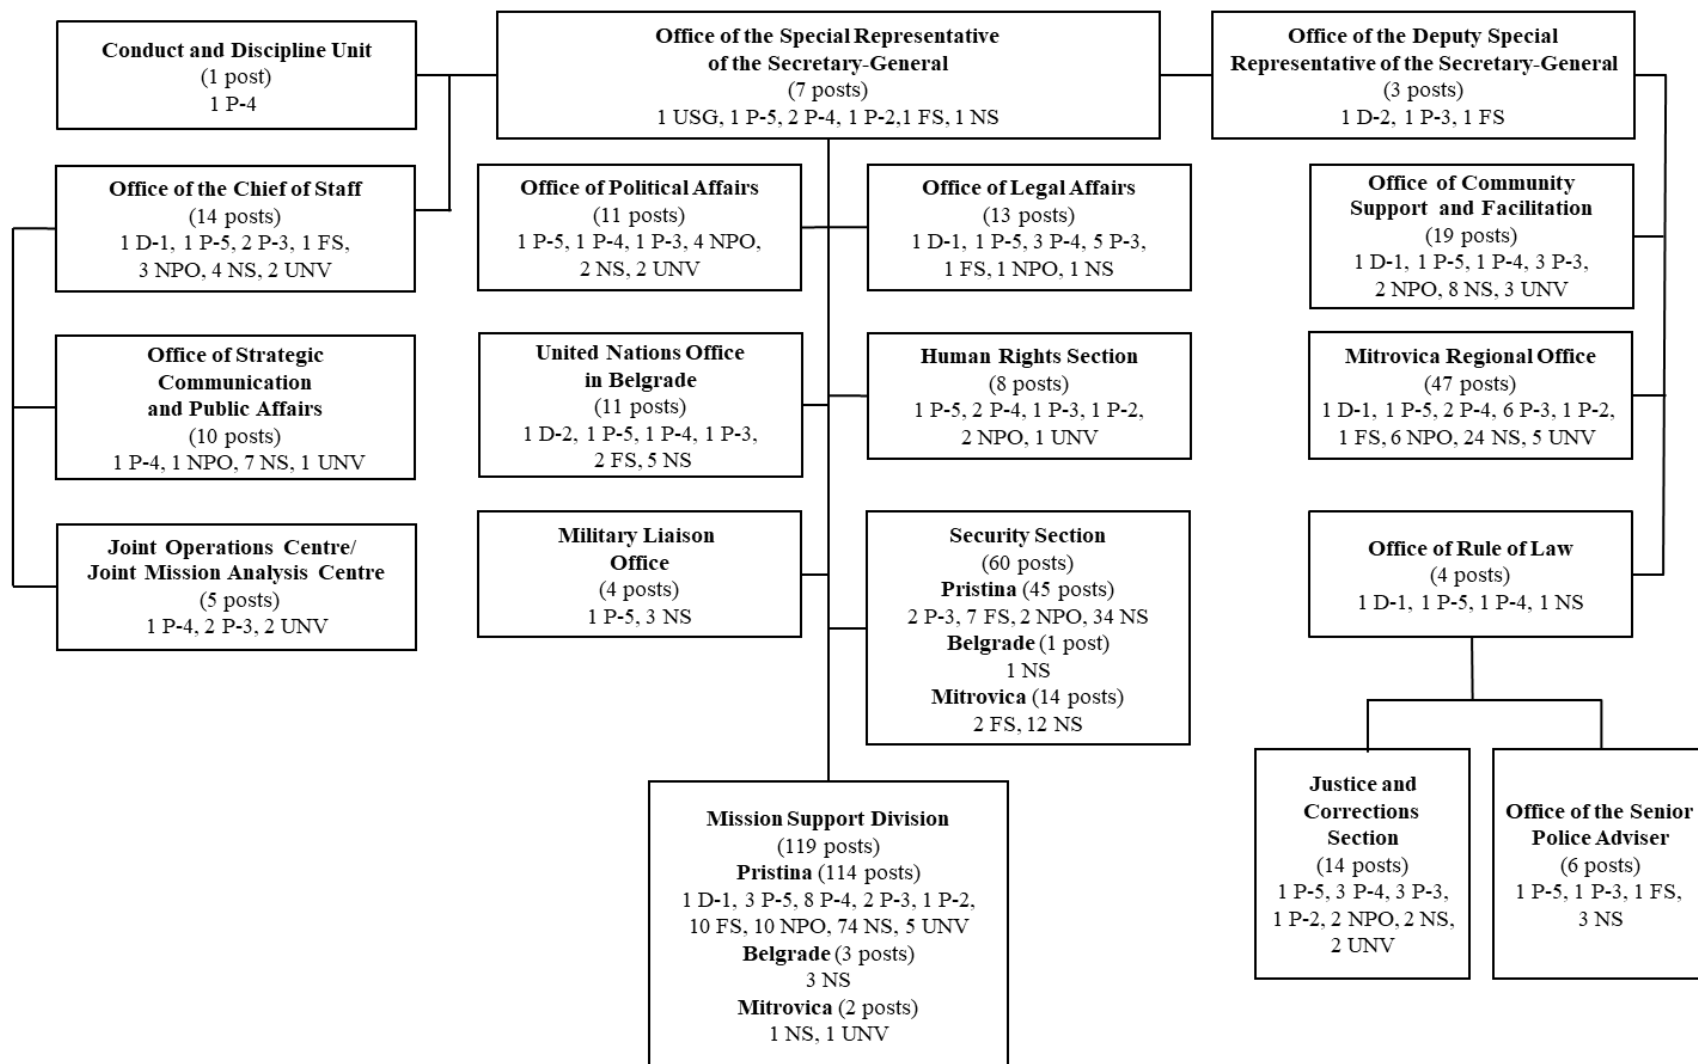 Conduct and Discipline Unit
(1 post)
1 P-4
Office of the Special Representative
of the Secretary-General
(7 posts)
1 USG, 1 P-5, 2 P-4, 1 P-2,1 FS, 1 NS
Office of the Deputy Special
Representative of the Secretary-General
(3 posts)
1 D-2, 1 P-3, 1 FS
Office of the Chief of Staff
(14 posts)
1 D-1, 1 P-5, 2 P-3, 1 FS,
3 NPO, 4 NS, 2 UNV
Office of Political Affairs
(11 posts)
1 P-5, 1 P-4, 1 P-3, 4 NPO,
2 NS, 2 UNV
Office of Legal Affairs
(13 posts)
1 D-1, 1 P-5, 3 P-4, 5 P-3,
1 FS, 1 NPO, 1 NS
Office of Community
Support and Facilitation
(19 posts)
1 D-1, 1 P-5, 1 P-4, 3 P-3,
2 NPO, 8 NS, 3 UNV
Office of Strategic
Communication
and Public Affairs
(10 posts)
1 P-4, 1 NPO, 7 NS, 1 UNV
United Nations Office
in Belgrade
(11 posts)
1 D-2, 1 P-5, 1 P-4, 1 P-3,
2 FS, 5 NS
Human Rights Section
(8 posts)
1 P-5, 2 P-4, 1 P-3, 1 P-2,
2 NPO, 1 UNV
Mitrovica Regional Office
(47 posts)
1 D-1, 1 P-5, 2 P-4, 6 P-3, 1 P-2,
1 FS, 6 NPO, 24 NS, 5 UNV
Joint Operations Centre/
Joint Mission Analysis Centre
(5 posts)
1 P-4, 2 P-3, 2 UNV
Military Liaison
Office
(4 posts)
1 P-5, 3 NS
Security Section
(60 posts)
Pristina (45 posts)
2 P-3, 7 FS, 2 NPO, 34 NS
Belgrade (1 post)
1 NS
Mitrovica (14 posts)
2 FS, 12 NS
Office of Rule of Law
(4 posts)
1 D-1, 1 P-5, 1 P-4, 1 NS
Mission Support Division
(119 posts)
Pristina (114 posts)
1 D-1, 3 P-5, 8 P-4, 2 P-3, 1 P-2,
10 FS, 10 NPO, 74 NS, 5 UNV
Belgrade (3 posts)
3 NS
Mitrovica (2 posts)
1 NS, 1 UNV
Justice and
Corrections
Section
(14 posts)
1 P-5, 3 P-4, 3 P-3,
1 P-2, 2 NPO, 2 NS,
2 UNV
Office of the Senior
Police Adviser
(6 posts)
1 P-5, 1 P-3, 1 FS,
3 NS